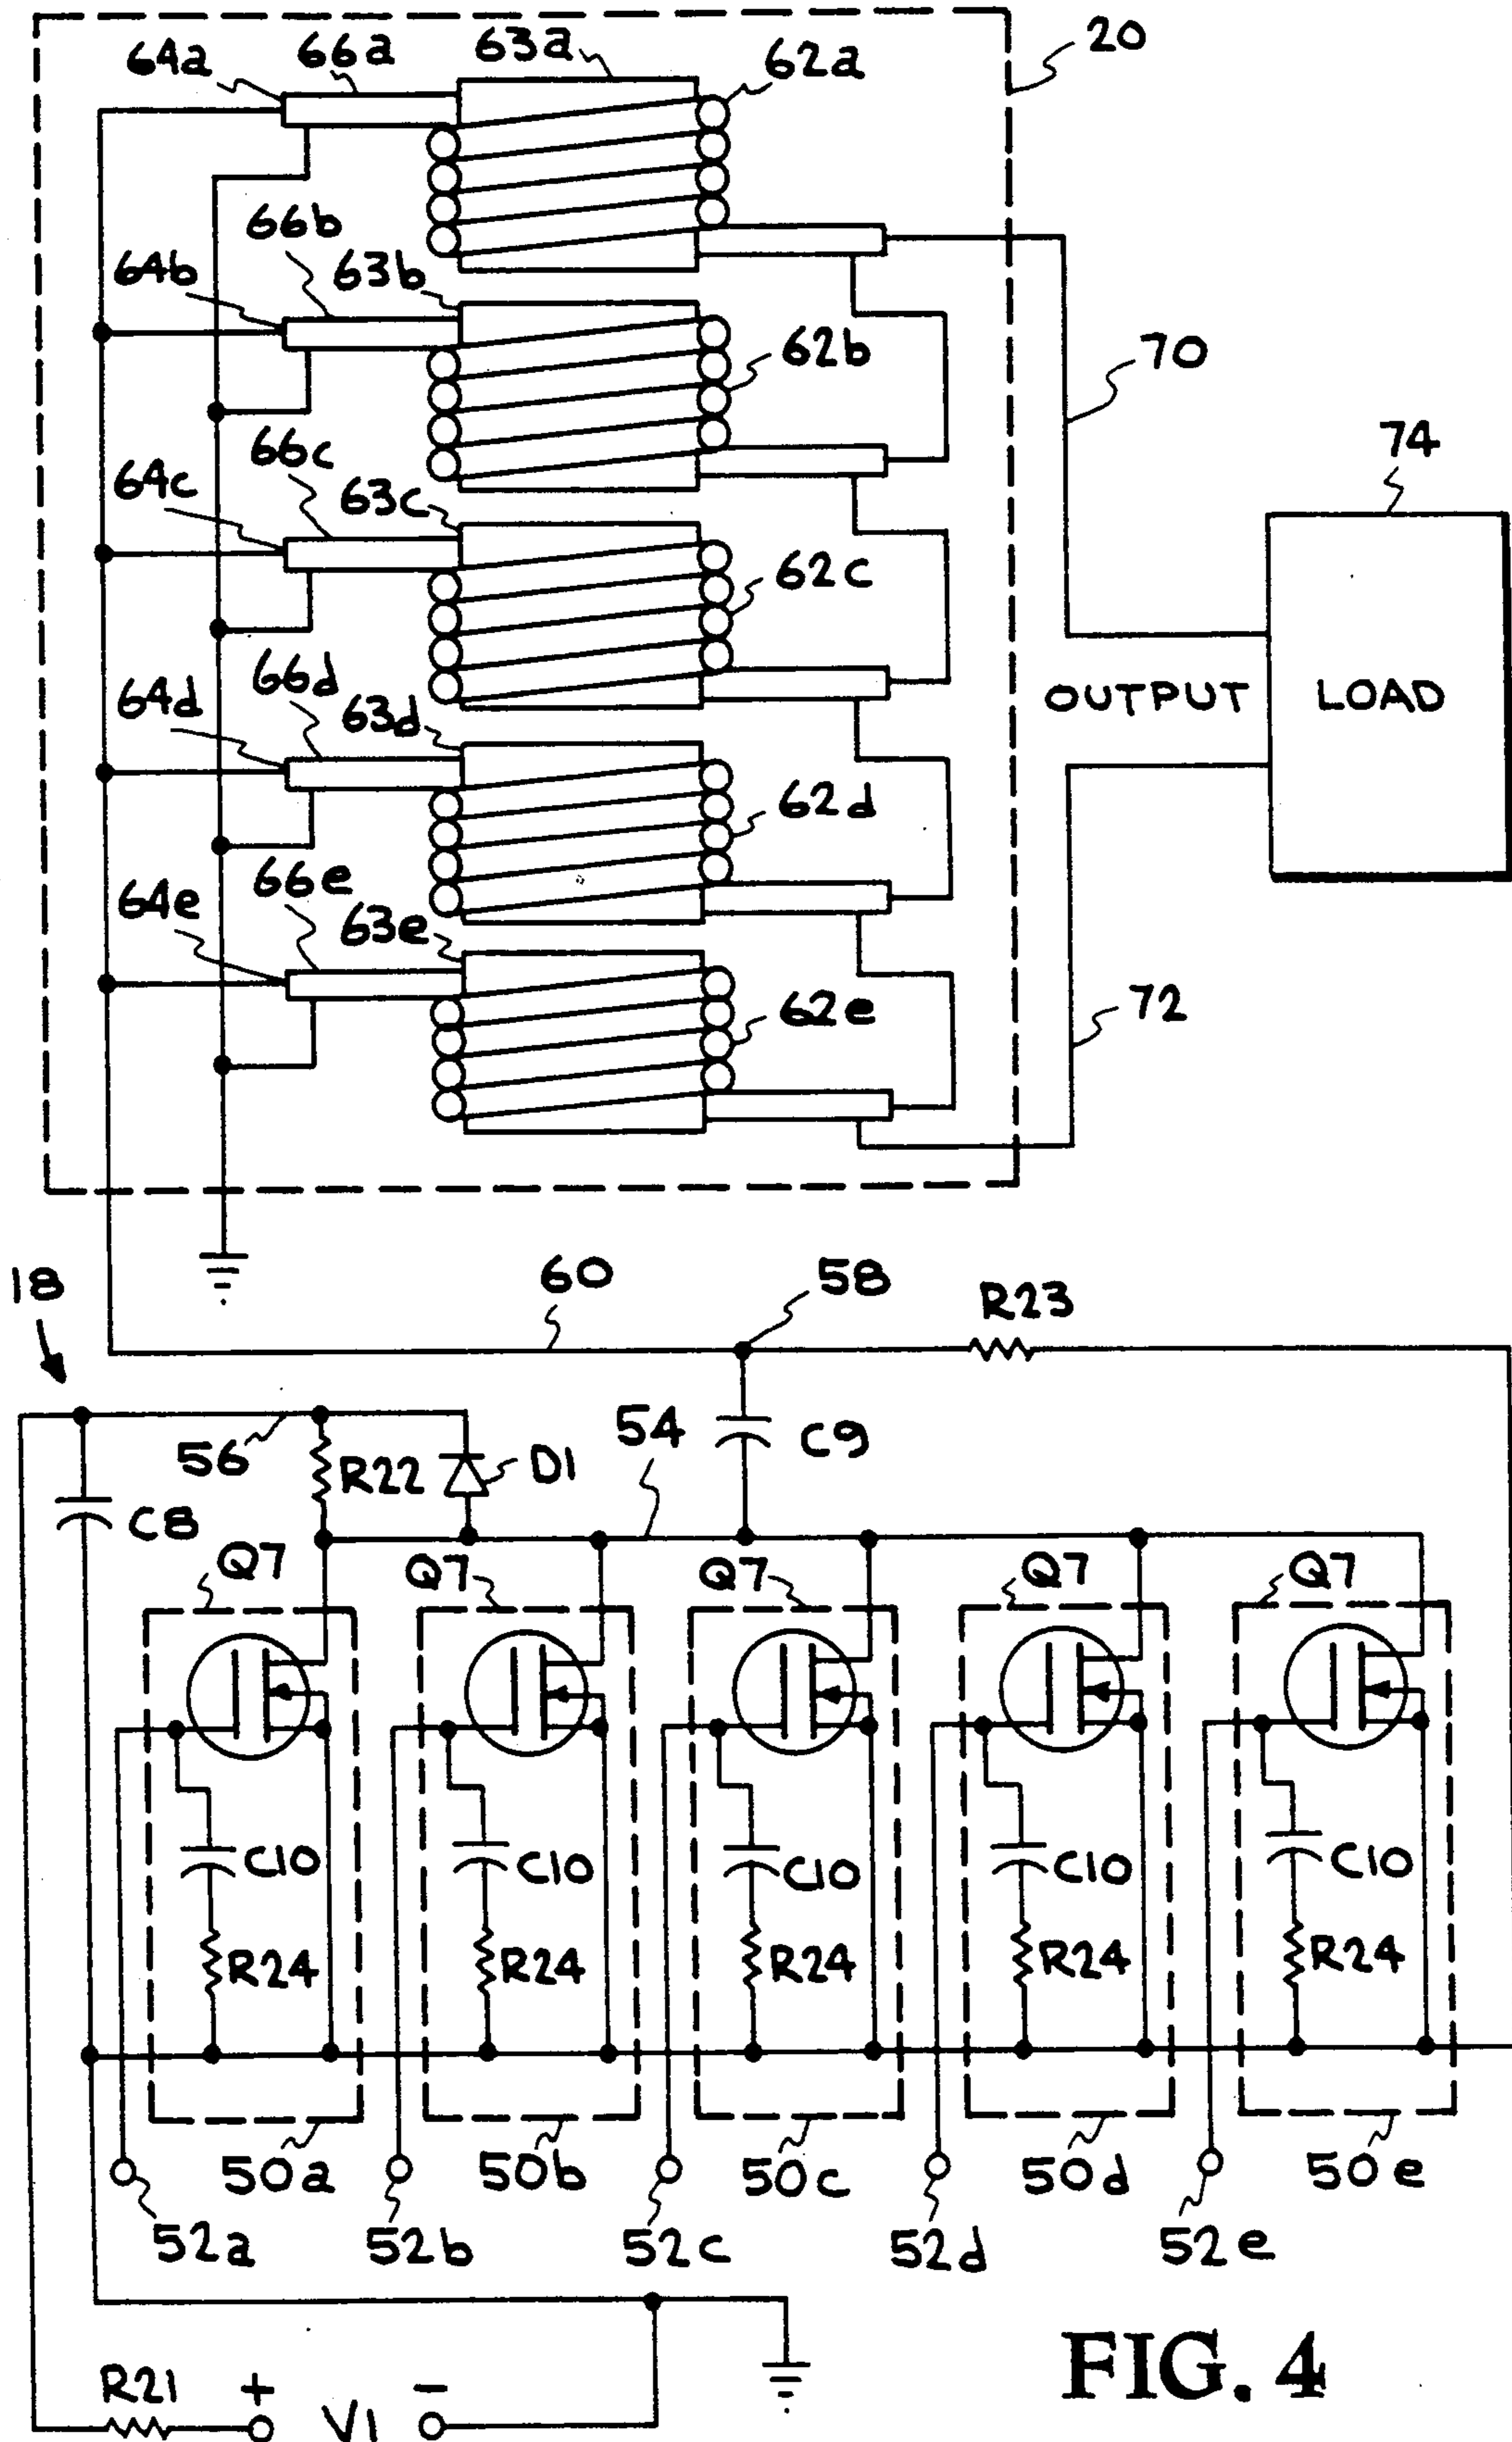 64a 66a 63a 62a 20
66b
64b 63b
62b 70
66c 74
64c 63c
62c
66d
64d 63d OUTPUT LOAD
62d
66e
64e 63e
62e 72
18 60 58 R23
56 R22 D1 54 C9
C8
Q7 Q7 Q7 Q7 Q7
C10 C10 C10 C10 C10
R24 R24 R24 R24 R24
50a 50b 50c 50d 50e
52a 52b 52c 52d 52e
R21 + V1 −
FIG. 4